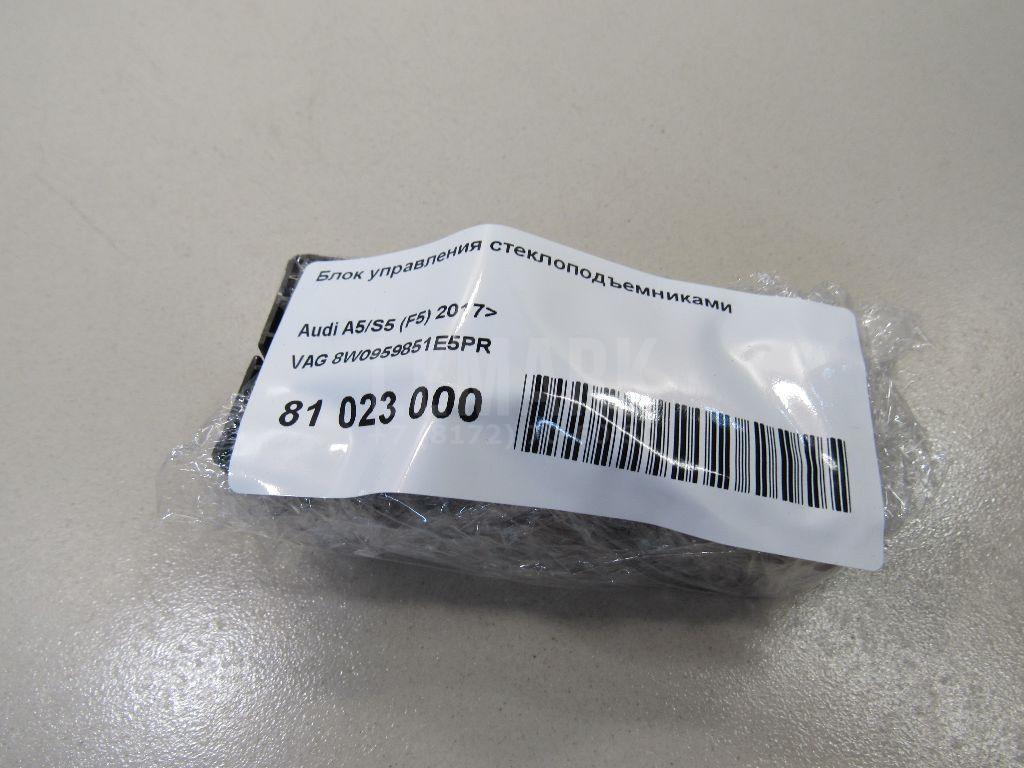 Блок управления стеклоподъемниками
Audi A5/S5 (F5) 2017>
VAG 8W0959851E5PR
81 023 000